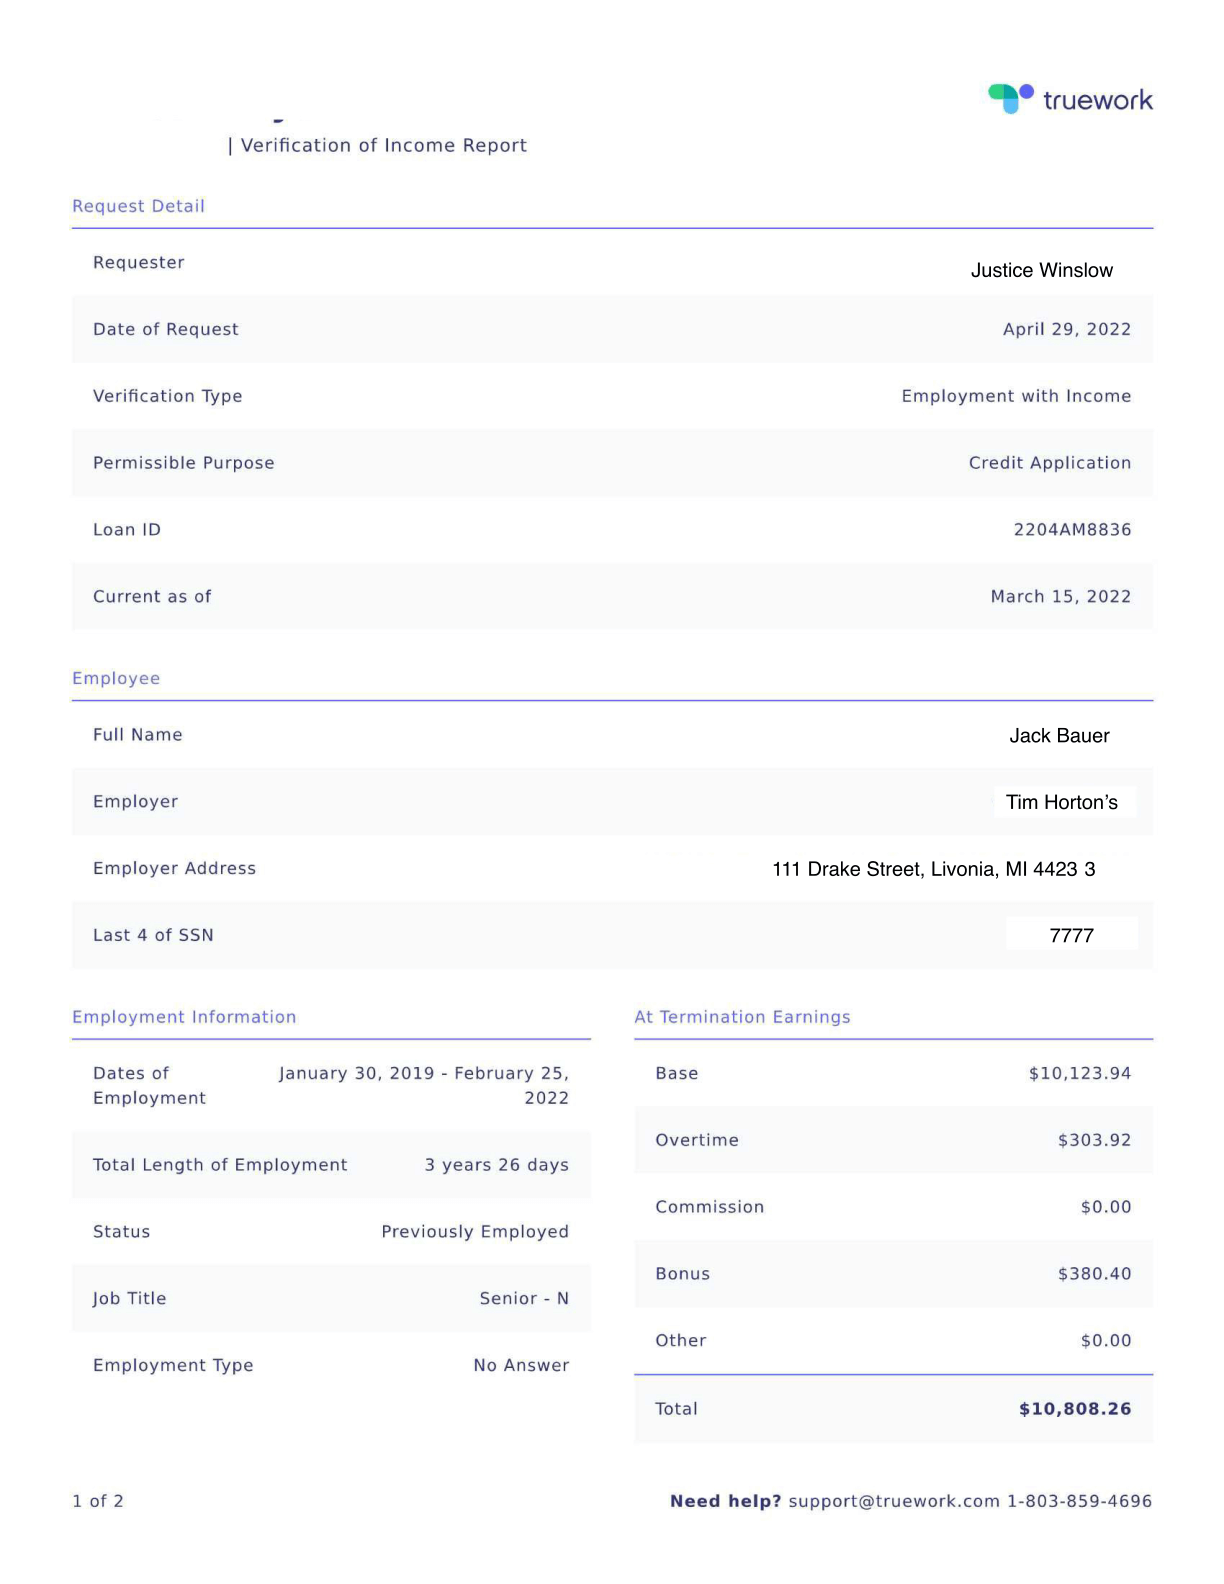 truework
| Verification of Income Report
Request Detail
Requester Justice Winslow
Date of Request April 29, 2022
Verification Type Employment with Income
Permissible Purpose Credit Application
Loan ID 2204AM8836
Current as of March 15, 2022
Employee
Full Name Jack Bauer
Employer Tim Horton’s
Employer Address 111 Drake Street, Livonia, MI 4423 3
Last 4 of SSN 7777
Employment Information
Dates of January 30, 2019 - February 25,
Employment 2022
Total Length of Employment 3 years 26 days
Status Previously Employed
Job Title Senior - N
Employment Type No Answer
At Termination Earnings
Base $10,123.94
Overtime $303.92
Commission $0.00
Bonus $380.40
Other $0.00
Total $10,808.26
1 of 2 Need help? support@truework.com 1-803-859-4696